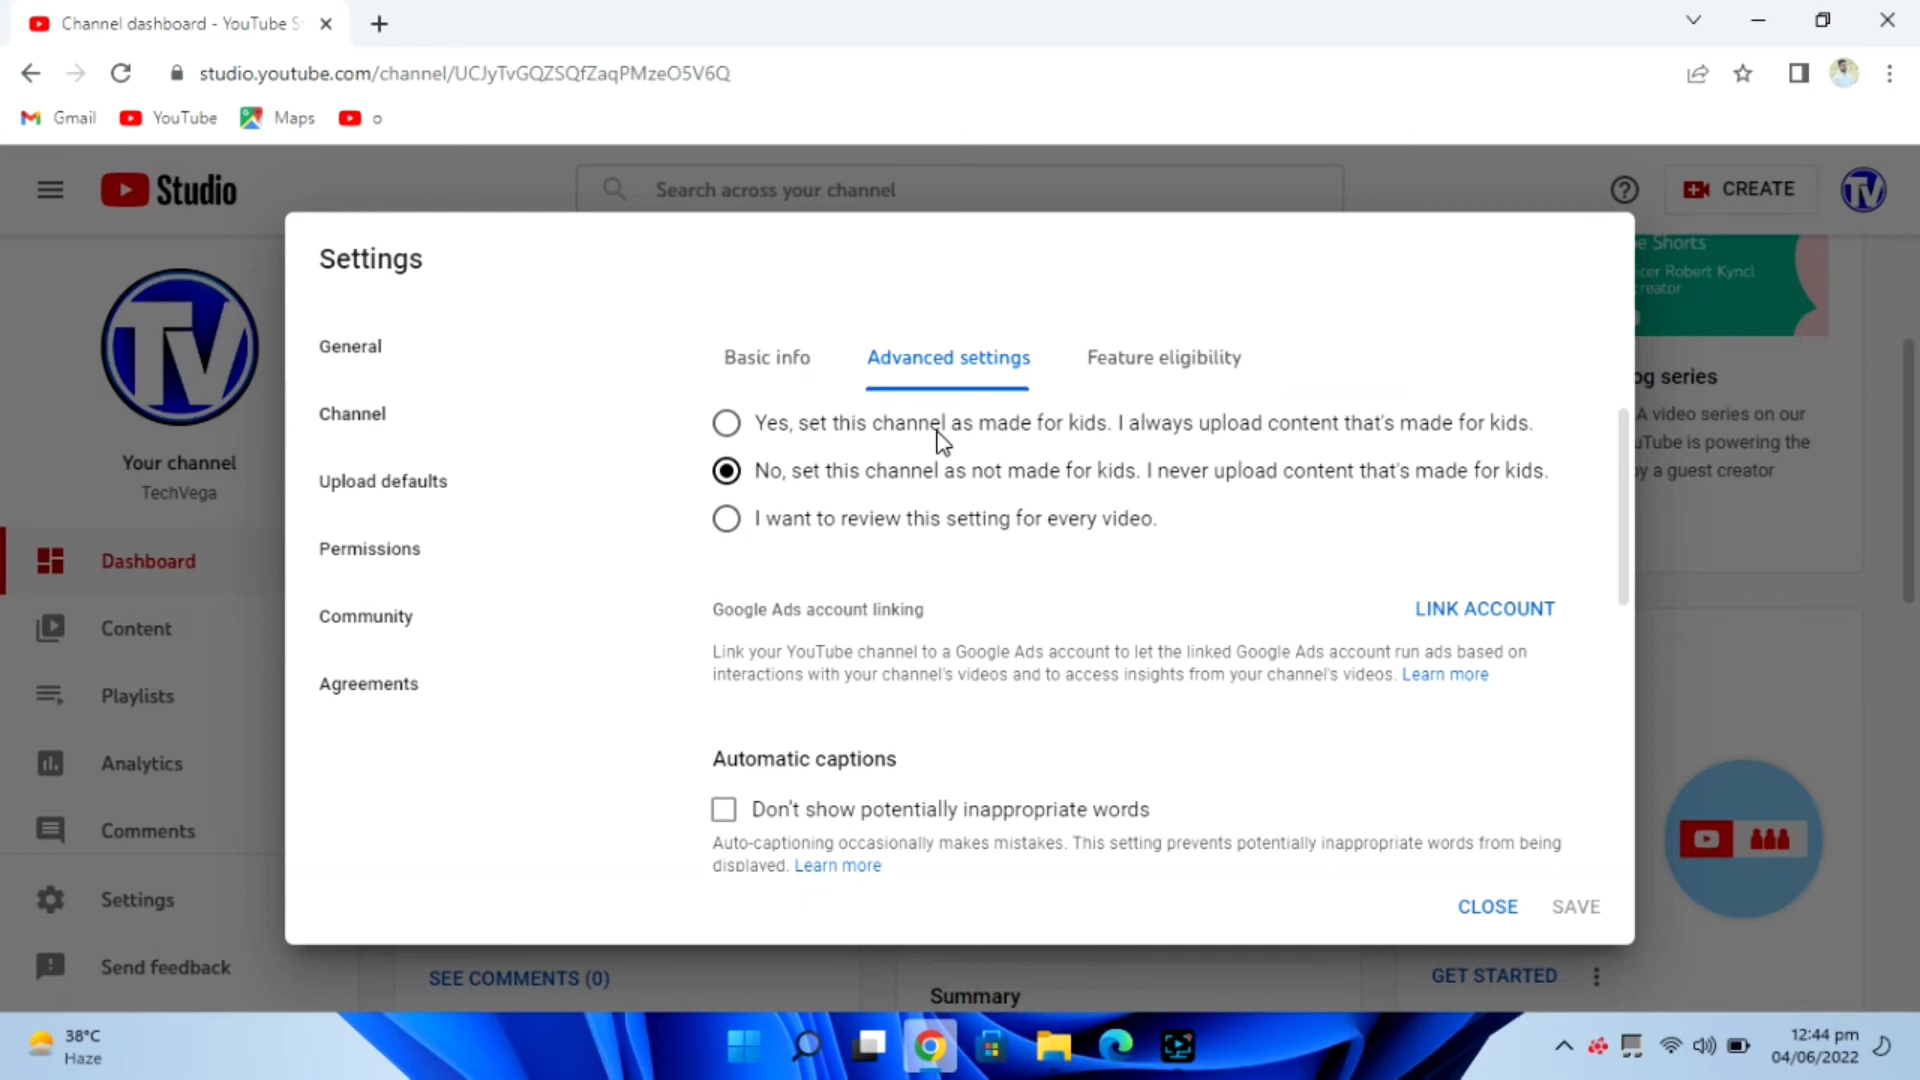 Channel dashboard - YouTube S
studio.youtube.com/channel/UCJyTvGQZSQfZaqPMzeO5V6Q
Gmail YouTube Maps o
Studio
Search across your channel
CREATE
TV
Settings
e Shorts
cer Robert Kyncl
creator
TV
Your channel
TechVega
Dashboard
Content
Playlists
Analytics
Comments
Settings
Send feedback
General
Channel
Upload defaults
Permissions
Community
Agreements
Basic info Advanced settings Feature eligibility
Yes, set this channel as made for kids. I always upload content that's made for kids.
No, set this channel as not made for kids. I never upload content that's made for kids.
I want to review this setting for every video.
Google Ads account linking LINK ACCOUNT
Link your YouTube channel to a Google Ads account to let the linked Google Ads account run ads based on
interactions with your channel's videos and to access insights from your channel's videos. Learn more
Automatic captions
Don't show potentially inappropriate words
Auto-captioning occasionally makes mistakes. This setting prevents potentially inappropriate words from being
displayed. Learn more
CLOSE SAVE
og series
A video series on our
uTube is powering the
by a guest creator
SEE COMMENTS (0)
Summary
GET STARTED
38°C
Haze
12:44 pm
04/06/2022